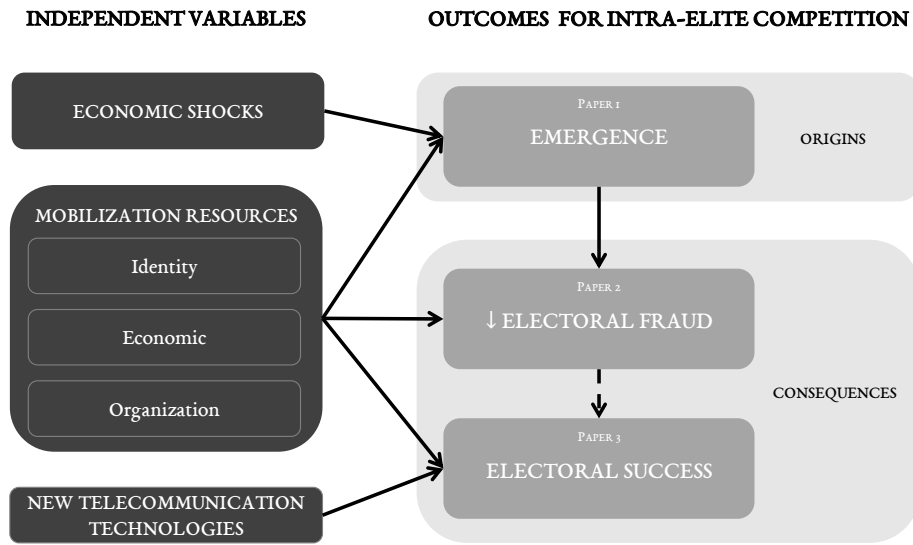 INDEPENDENT VARIABLES
OUTCOMES FOR INTRA-ELITE COMPETITION
ECONOMIC SHOCKS
PAPER 1
EMERGENCE
ORIGINS
MOBILIZATION RESOURCES
Identity
Economic
Organization
PAPER 2
↓ ELECTORAL FRAUD
CONSEQUENCES
PAPER 3
ELECTORAL SUCCESS
NEW TELECOMMUNICATION
TECHNOLOGIES